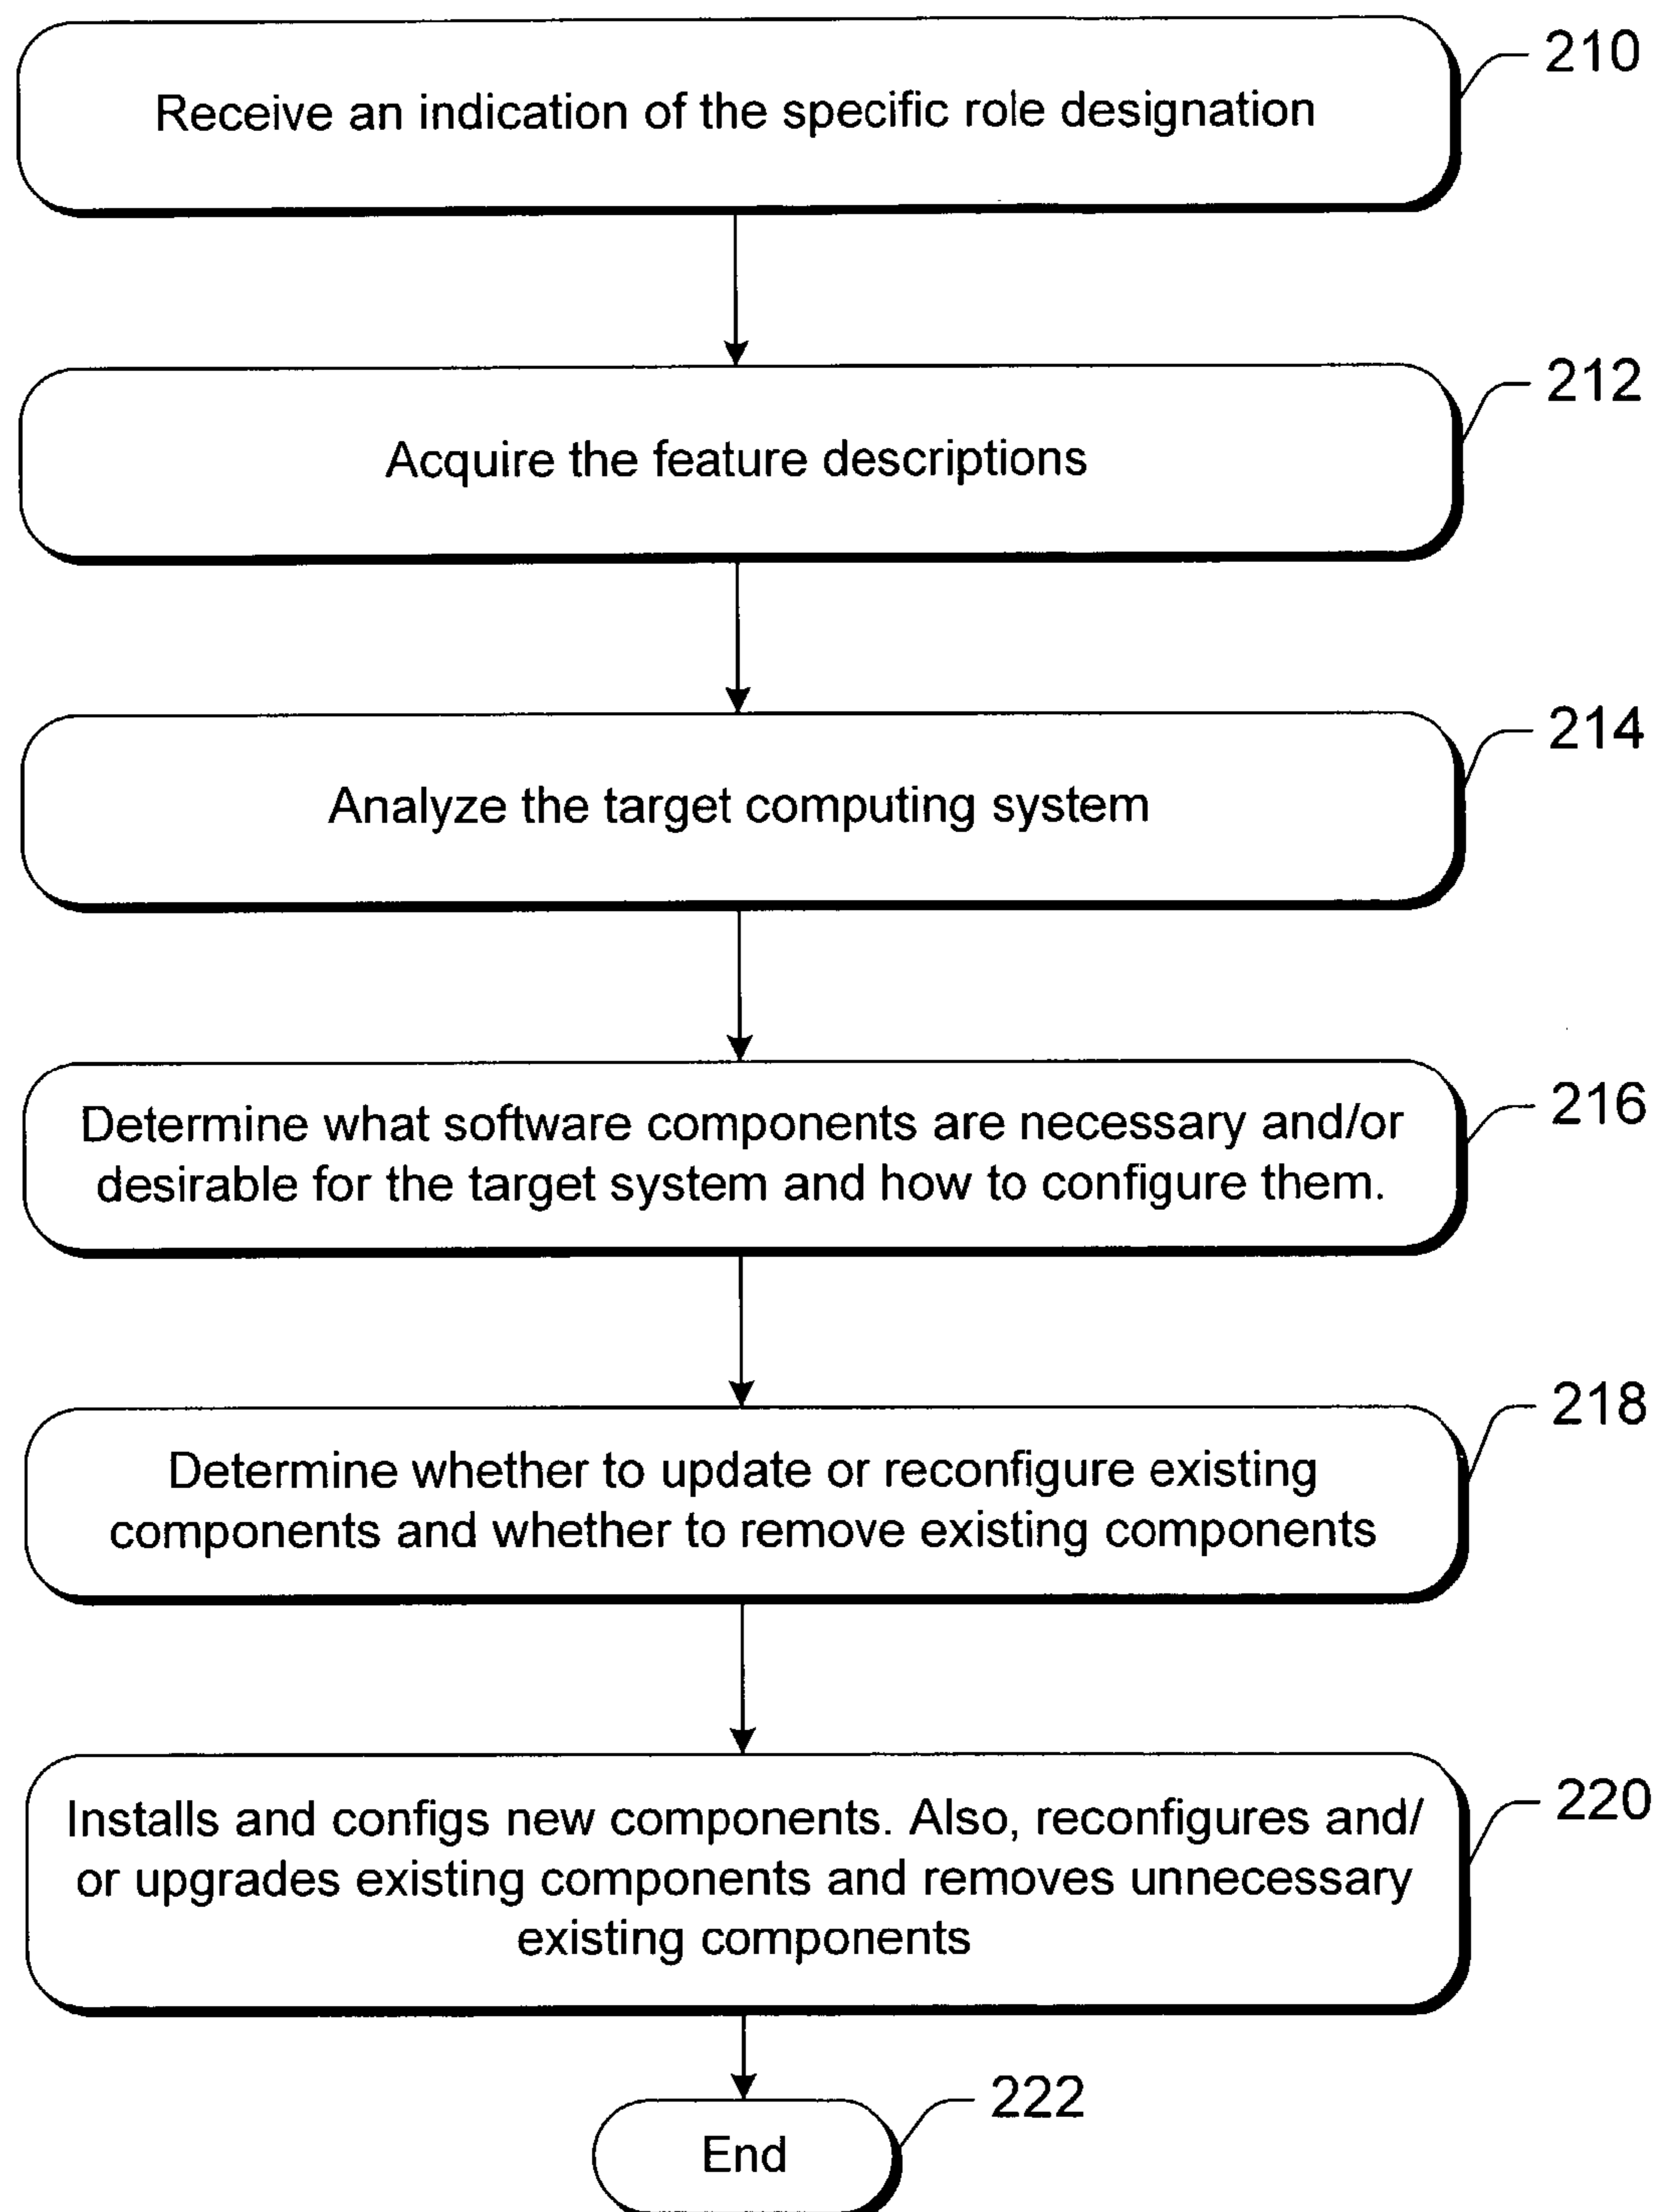 210
Receive an indication of the specific role designation
212
Acquire the feature descriptions
214
Analyze the target computing system
216
Determine what software components are necessary and/or
desirable for the target system and how to configure them.
218
Determine whether to update or reconfigure existing
components and whether to remove existing components
220
Installs and configs new components. Also, reconfigures and/
or upgrades existing components and removes unnecessary
existing components
222
End